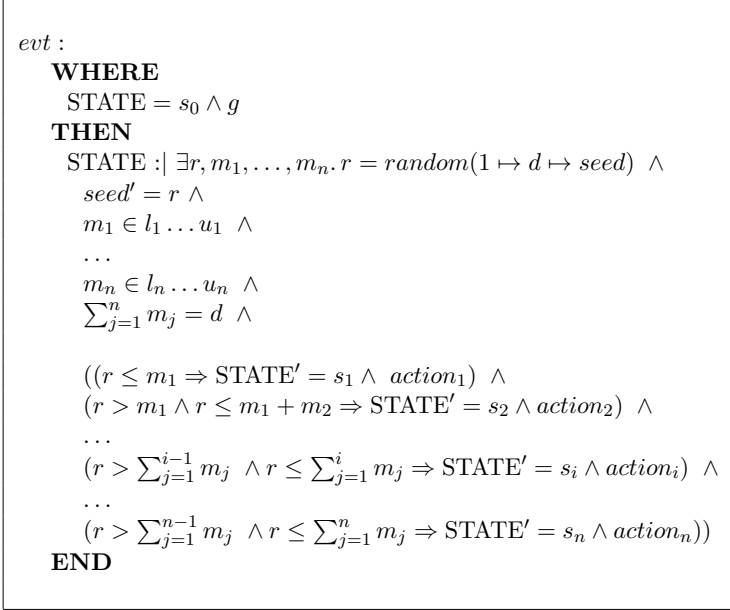 evt :
WHERE
STATE = s₀ ∧ g
THEN
STATE :| ∃r, m₁, . . . , mₙ. r = random(1 ↦ d ↦ seed) ∧
seed′ = r ∧
m₁ ∈ l₁ . . . u₁ ∧
. . .
mₙ ∈ lₙ . . . uₙ ∧
∑ⁿⱼ₌₁ mⱼ = d ∧
((r ≤ m₁ ⇒ STATE′ = s₁ ∧ action₁) ∧
(r > m₁ ∧ r ≤ m₁ + m₂ ⇒ STATE′ = s₂ ∧ action₂) ∧
. . .
(r > ∑ⁱ⁻¹ⱼ₌₁ mⱼ ∧ r ≤ ∑ⁱⱼ₌₁ mⱼ ⇒ STATE′ = sᵢ ∧ actionᵢ) ∧
. . .
(r > ∑ⁿ⁻¹ⱼ₌₁ mⱼ ∧ r ≤ ∑ⁿⱼ₌₁ mⱼ ⇒ STATE′ = sₙ ∧ actionₙ))
END